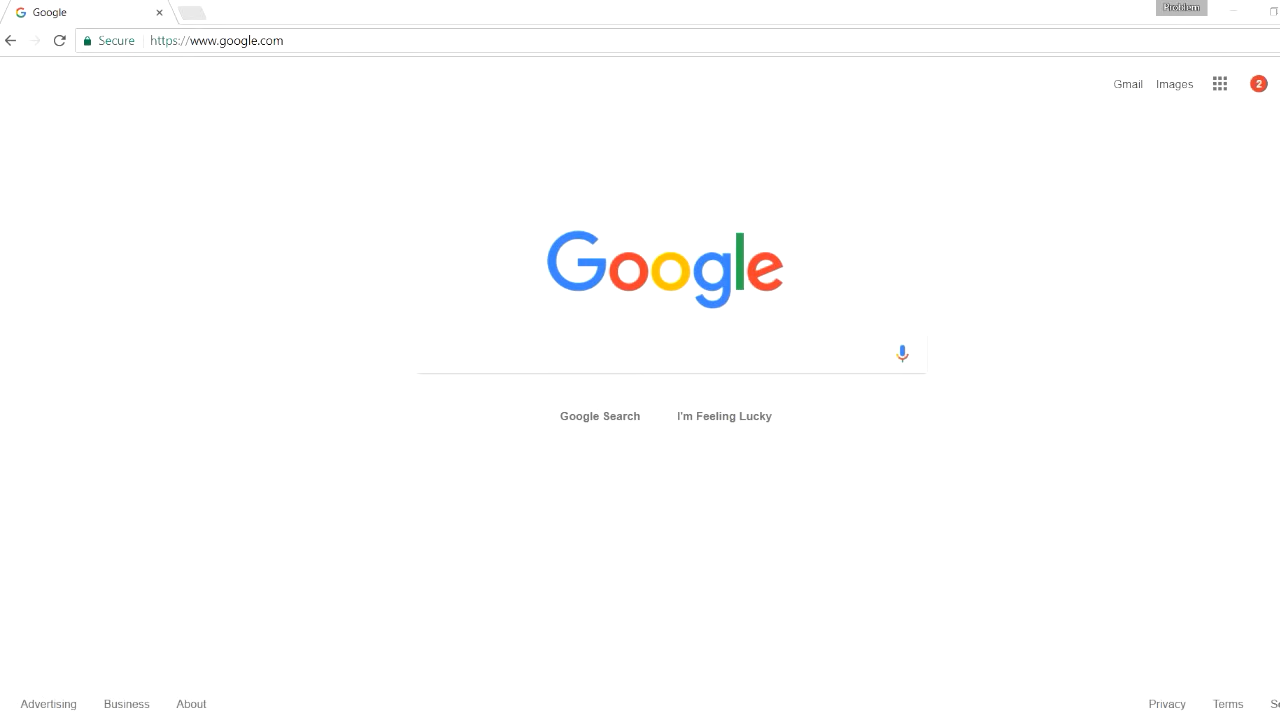 Google
Problem
Secure
https://www.google.com
Gmail
Images
2
Google
Google Search
I'm Feeling Lucky
Advertising
Business
About
Privacy
Terms